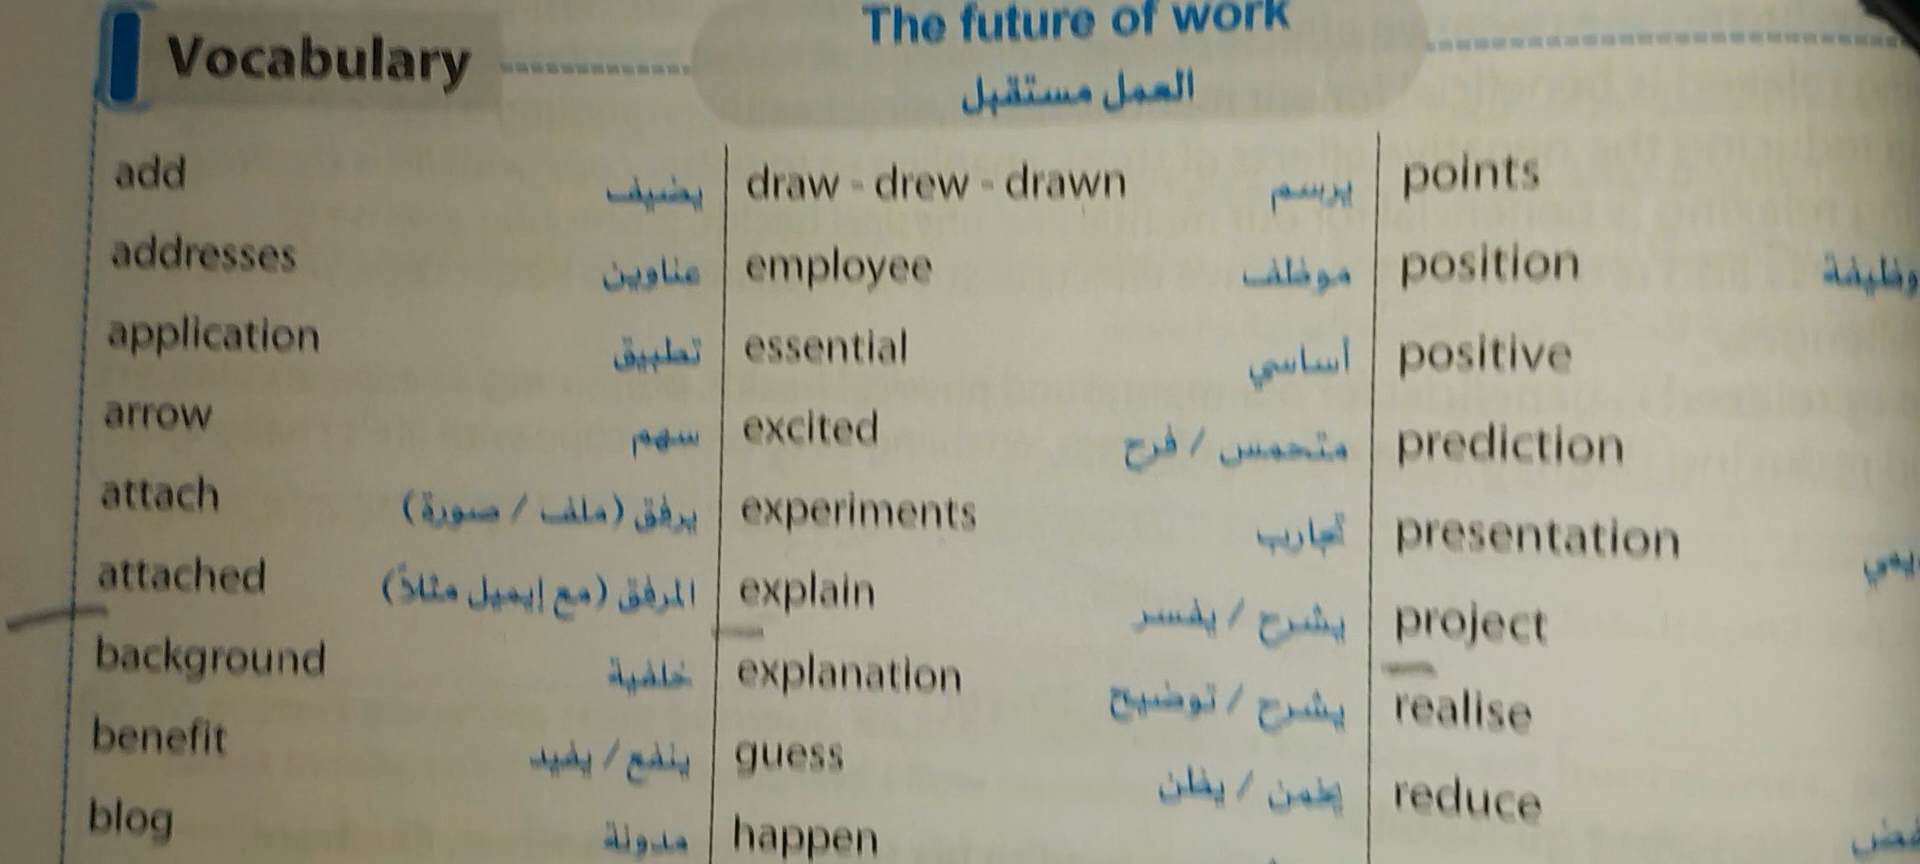 Vocabulary
The future of work
العمل مستقبل
add يضيف
addresses عناوين
application تطبيق
arrow سهم
attach يرفق (ملف / صورة)
attached المرفق (مع إيميل مثلاً)
background خلفية
benefit ينفع / يفيد
blog مدونة
draw - drew - drawn يرسم
employee موظف
essential أساسي
excited متحمس / فرح
experiments تجارب
explain يشرح / يفسر
explanation يشرح / توضيح
guess يخمن / يظن
happen
points
position وظيفة
positive
prediction
presentation
project
realise
reduce